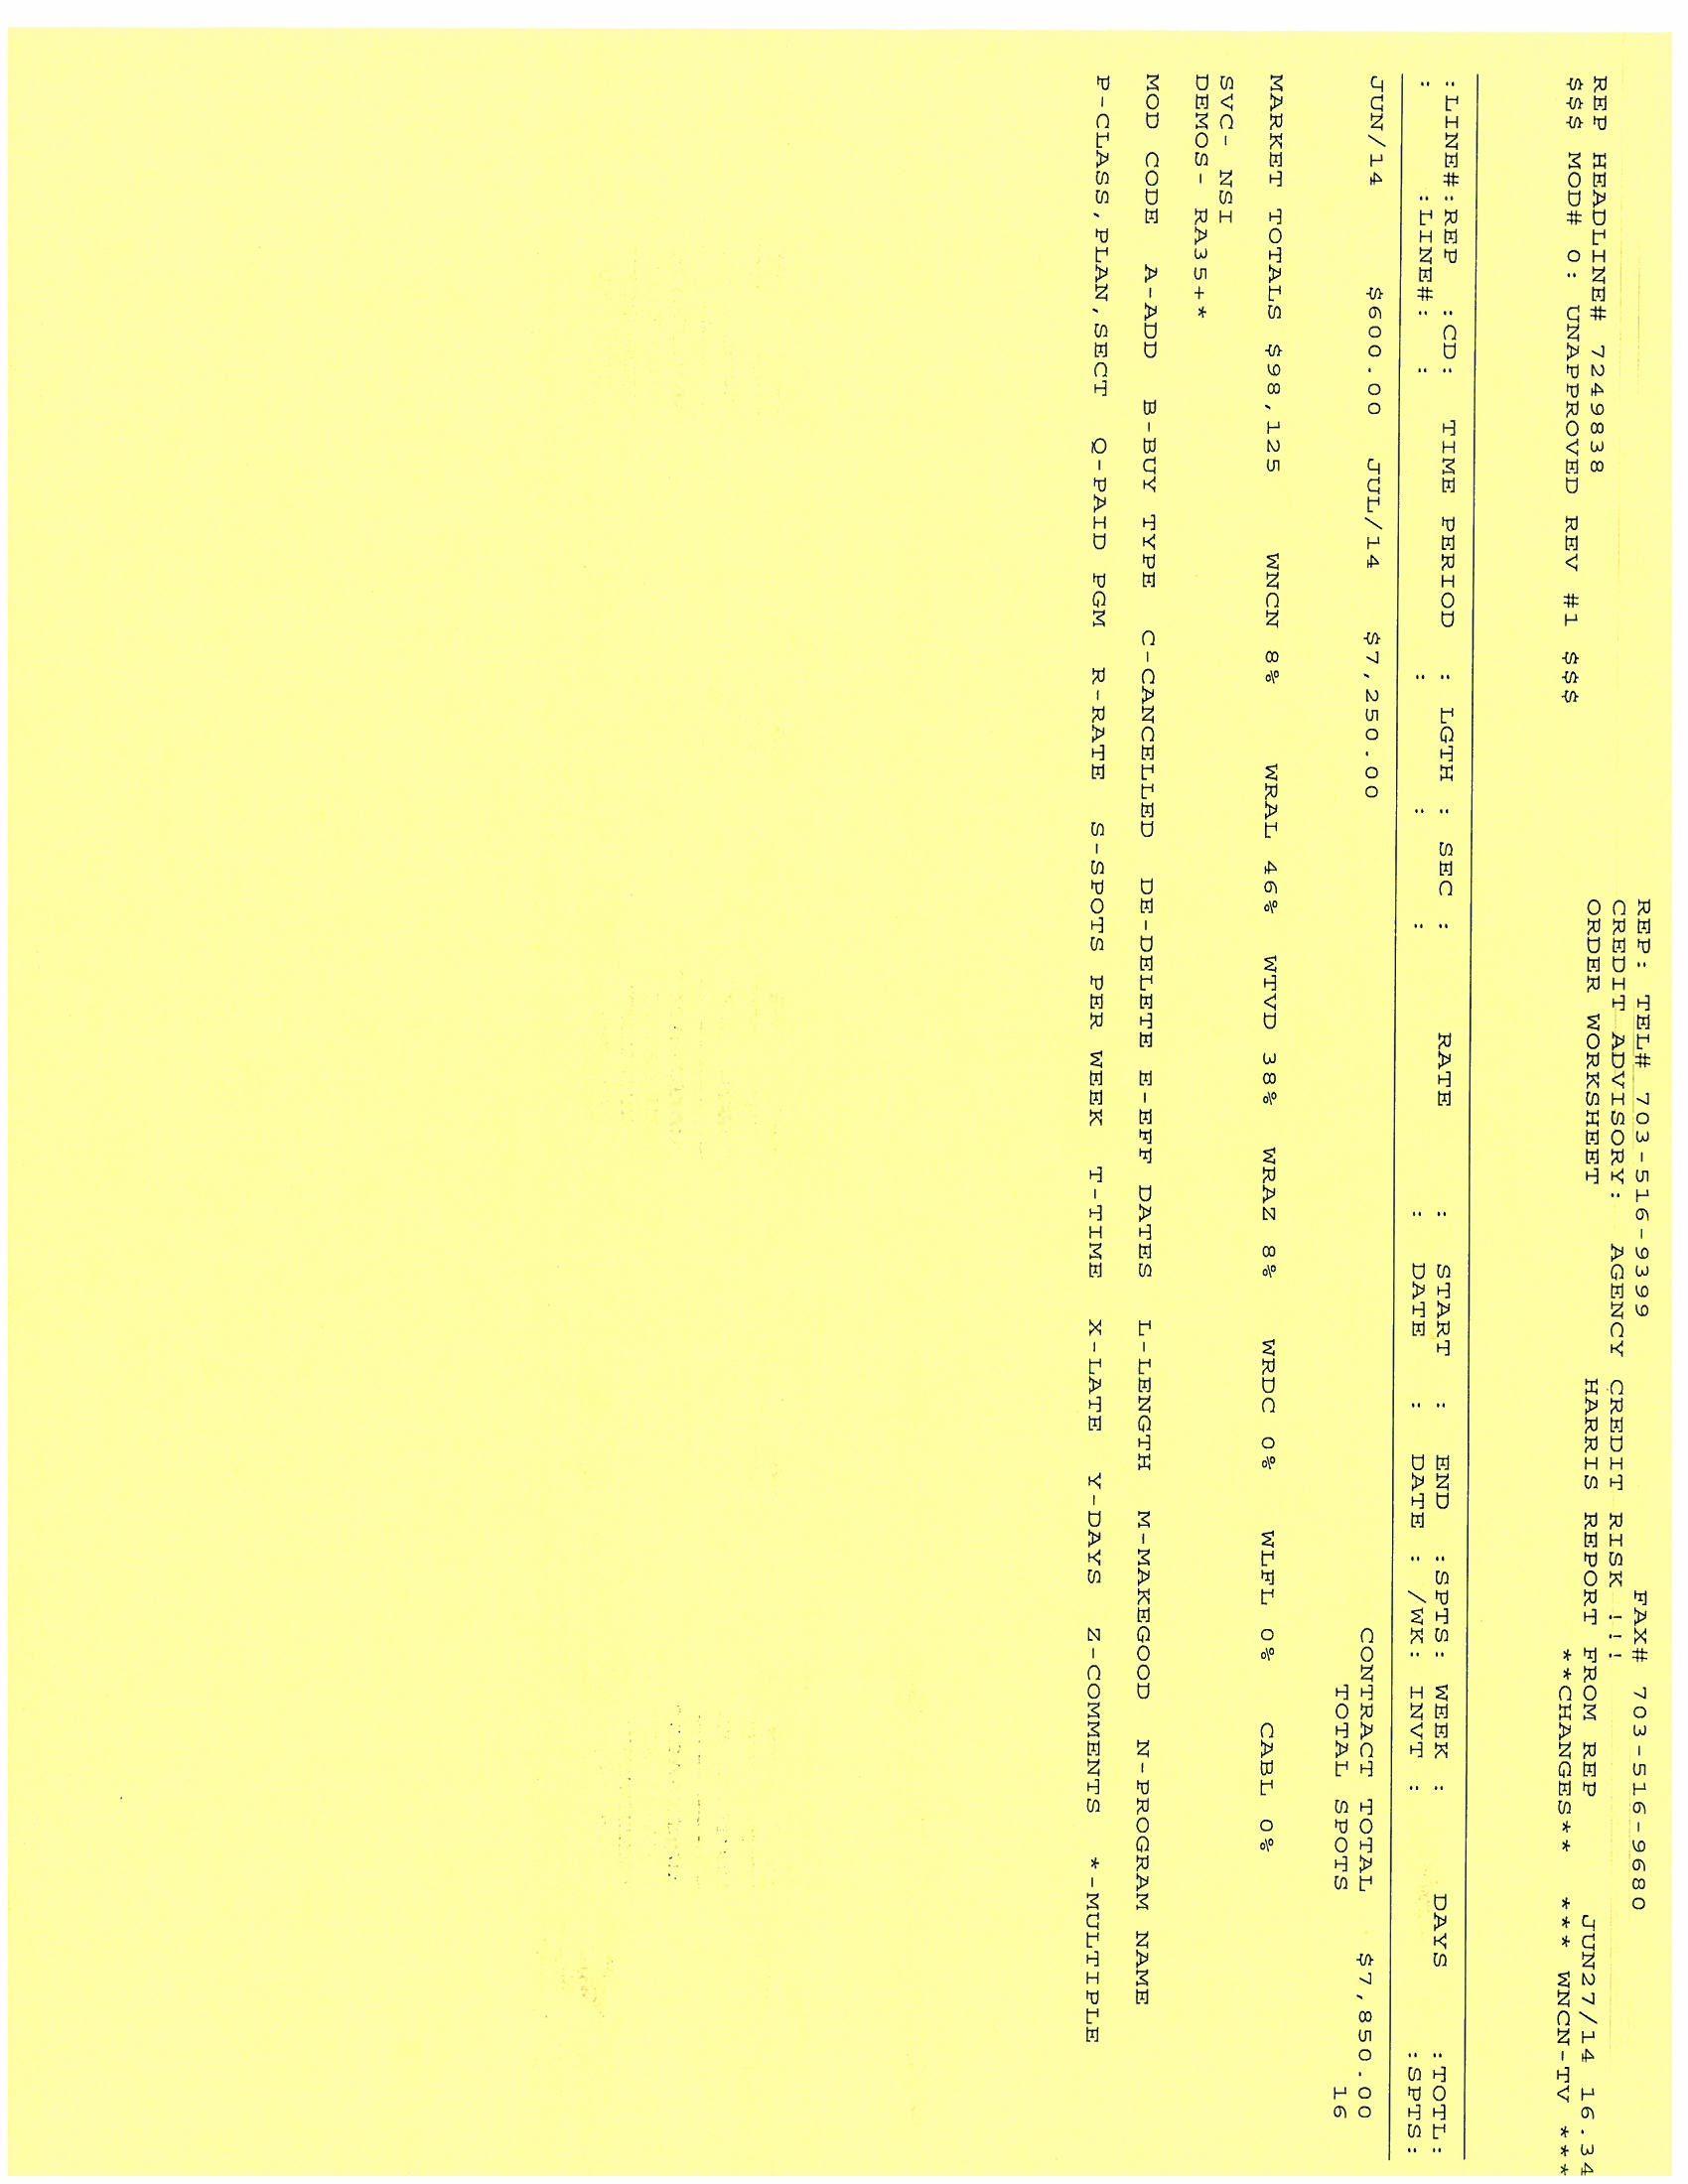 REP: TEL# 703-516-9399 FAX# 703-516-9680
CREDIT ADVISORY: AGENCY CREDIT RISK !!!
REP HEADLINE# 7249838 ORDER WORKSHEET HARRIS REPORT FROM REP JUN27/14 16.34
$$$ MOD# 0: UNAPPROVED REV #1 $$$ **CHANGES** *** WNCN-TV ***
:LINE#:REP :CD: TIME PERIOD : LGTH : SEC : RATE : START : END :SPTS: WEEK : DAYS :TOTL:
: :LINE#: : : : : : DATE : DATE : /WK: INVT : :SPTS:
JUN/14 $600.00 JUL/14 $7,250.00 CONTRACT TOTAL $7,850.00
TOTAL SPOTS 16
MARKET TOTALS $98,125 WNCN 8% WRAL 46% WTVD 38% WRAZ 8% WRDC 0% WLFL 0% CABL 0%
SVC- NSI
DEMOS- RA35+*
MOD CODE A-ADD B-BUY TYPE C-CANCELLED DE-DELETE E-EFF DATES L-LENGTH M-MAKEGOOD N-PROGRAM NAME
P-CLASS,PLAN,SECT Q-PAID PGM R-RATE S-SPOTS PER WEEK T-TIME X-LATE Y-DAYS Z-COMMENTS *-MULTIPLE